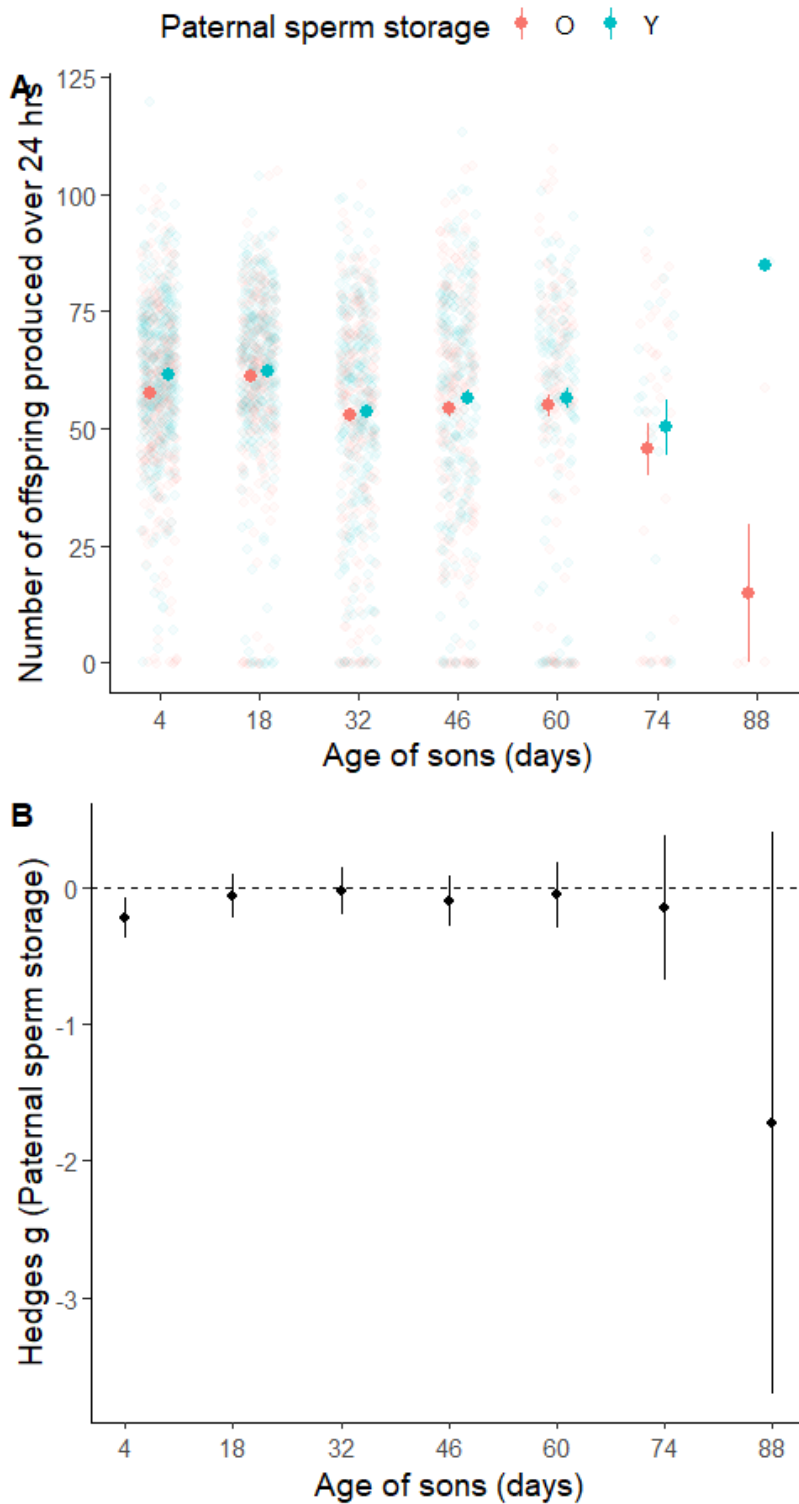 Paternal sperm storage O Y
A
Number of offspring produced over 24 hrs
125
100
75
50
25
0
4 18 32 46 60 74 88
Age of sons (days)
B
Hedges g (Paternal sperm storage)
0
-1
-2
-3
4 18 32 46 60 74 88
Age of sons (days)